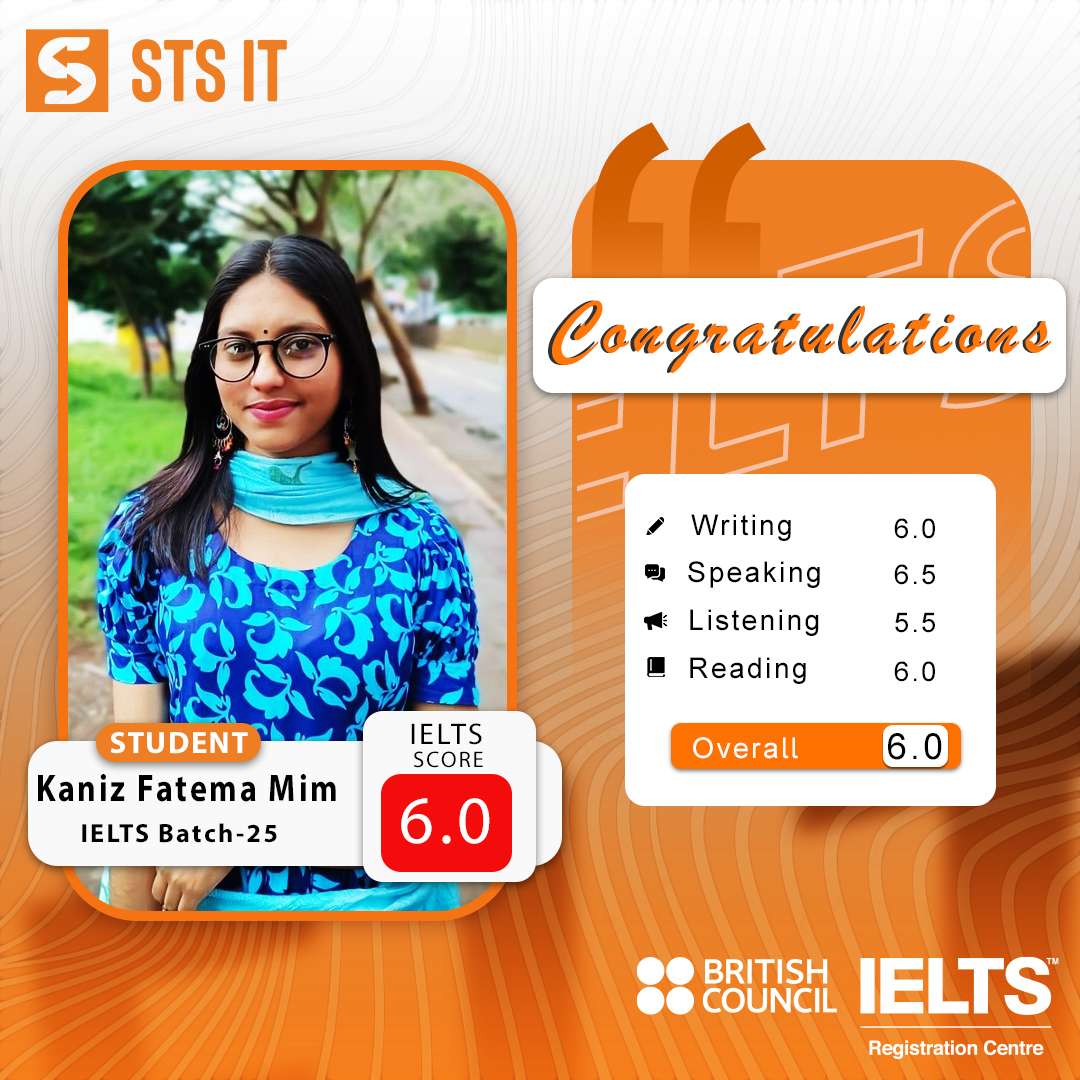 STS IT
Congratulations
IELTS
Writing 6.0
Speaking 6.5
Listening 5.5
Reading 6.0
Overall 6.0
STUDENT
Kaniz Fatema Mim
IELTS Batch-25
IELTS
SCORE
6.0
BRITISH
COUNCIL
IELTS™
Registration Centre